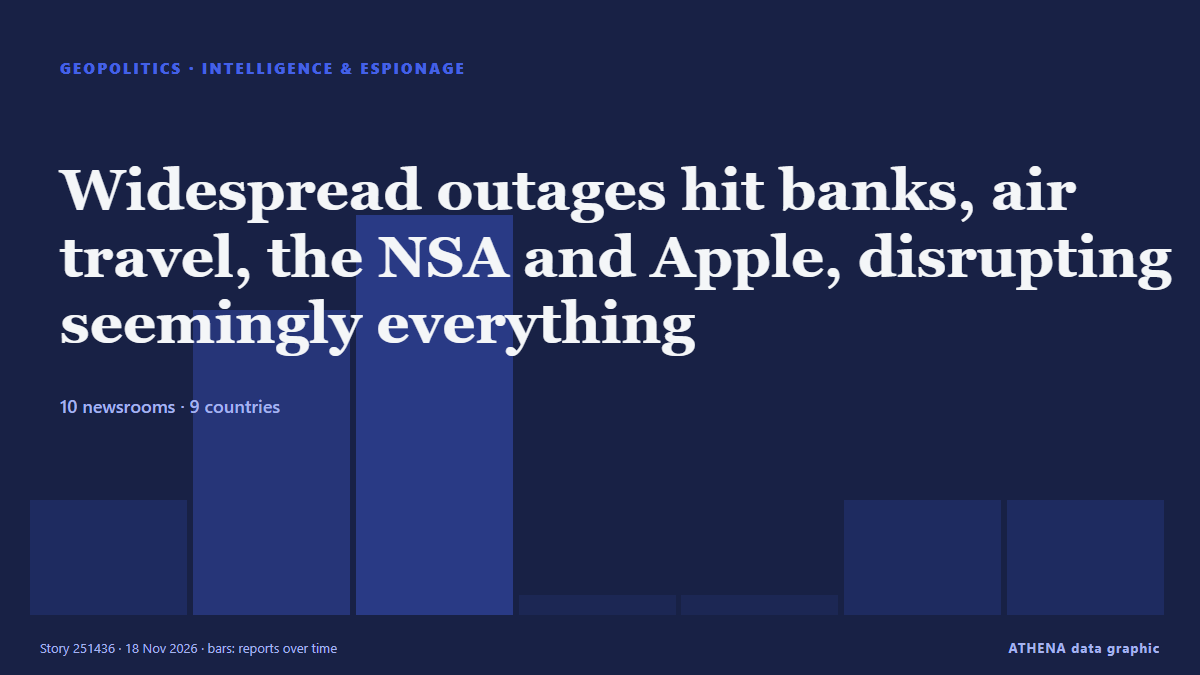 GEOPOLITICS · INTELLIGENCE & ESPIONAGE
Widespread outages hit banks, air
travel, the NSA and Apple, disrupting
seemingly everything
10 newsrooms · 9 countries
Story 251436 · 18 Nov 2026 · bars: reports over time
ATHENA data graphic